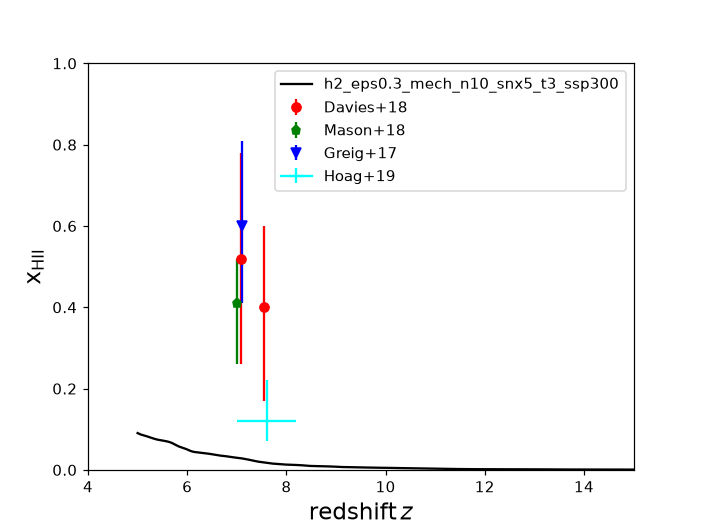 h2_eps0.3_mech_n10_snx5_t3_ssp300
Davies+18
Mason+18
Greig+17
Hoag+19
1.0
0.8
0.6
0.4
0.2
0.0
xHII
4 6 8 10 12 14
redshift z